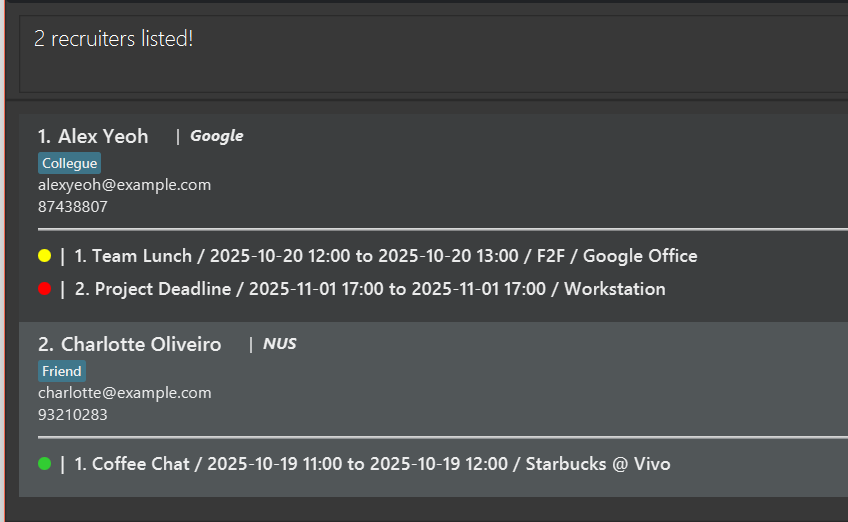 2 recruiters listed!
1. Alex Yeoh | Google
Collegue
alexyeoh@example.com
87438807
| 1. Team Lunch / 2025-10-20 12:00 to 2025-10-20 13:00 / F2F / Google Office
| 2. Project Deadline / 2025-11-01 17:00 to 2025-11-01 17:00 / Workstation
2. Charlotte Oliveiro | NUS
Friend
charlotte@example.com
93210283
| 1. Coffee Chat / 2025-10-19 11:00 to 2025-10-19 12:00 / Starbucks @ Vivo